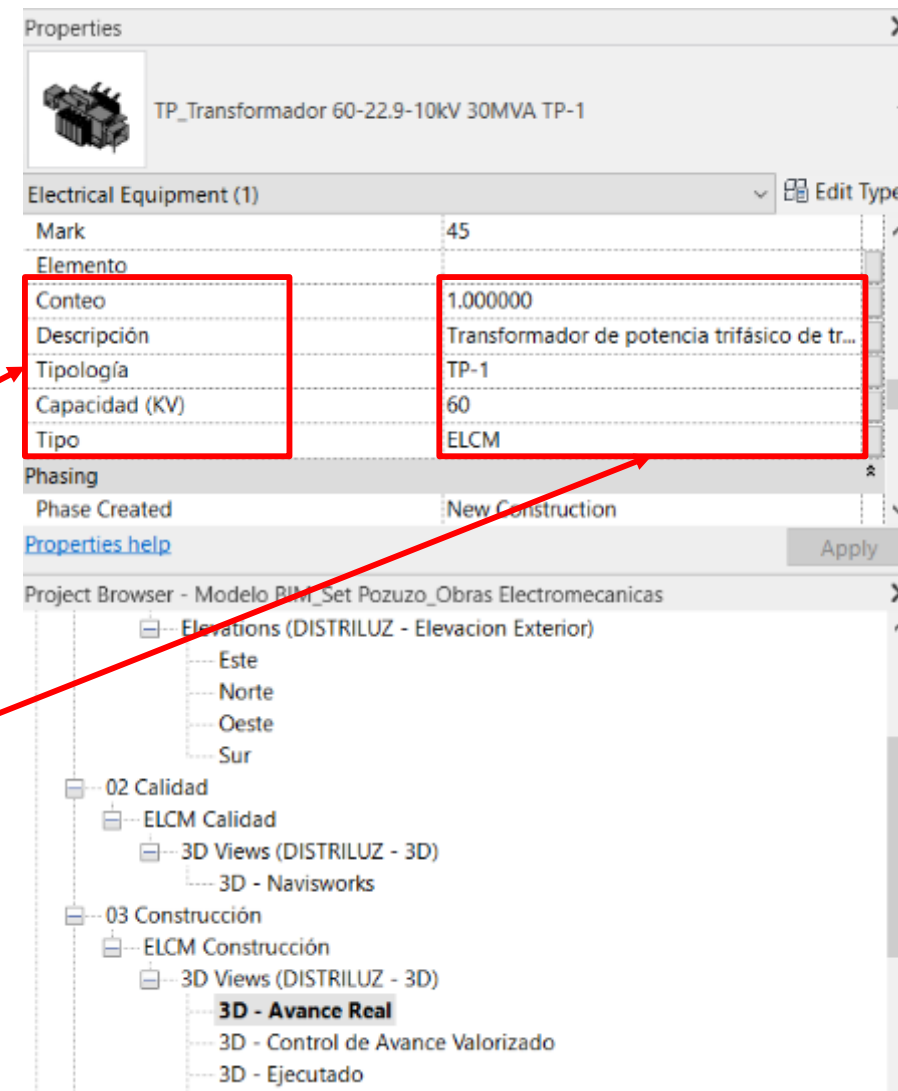 Properties
TP_Transformador 60-22.9-10kV 30MVA TP-1
Electrical Equipment (1) Edit Type
Mark 45
Elemento
Conteo 1.000000
Descripción Transformador de potencia trifásico de tr...
Tipología TP-1
Capacidad (KV) 60
Tipo ELCM
Phasing
Phase Created New Construction
Properties help Apply
Project Browser - Modelo BIM_Set Pozuzo_Obras Electromecanicas
Elevations (DISTRILUZ - Elevacion Exterior)
Este
Norte
Oeste
Sur
02 Calidad
ELCM Calidad
3D Views (DISTRILUZ - 3D)
3D - Navisworks
03 Construcción
ELCM Construcción
3D Views (DISTRILUZ - 3D)
3D - Avance Real
3D - Control de Avance Valorizado
3D - Ejecutado